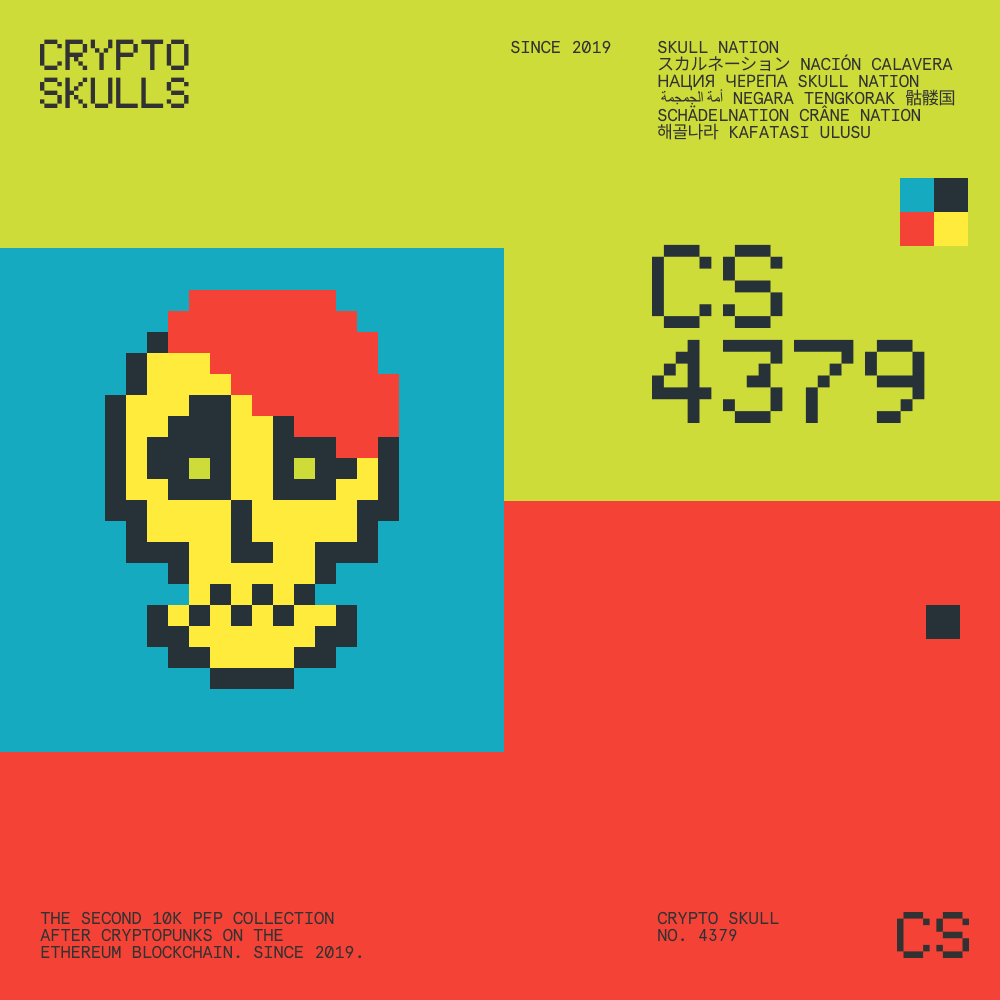 CRYPTO
SKULLS
SINCE 2019
SKULL NATION
スカルネーション NACIÓN CALAVERA
НАЦИЯ ЧЕРЕПА SKULL NATION
أمة الجمجمة NEGARA TENGKORAK 骷髅国
SCHÄDELNATION CRÂNE NATION
해골나라 KAFATASI ULUSU
CS
4379
THE SECOND 10K PFP COLLECTION
AFTER CRYPTOPUNKS ON THE
ETHEREUM BLOCKCHAIN. SINCE 2019.
CRYPTO SKULL
NO. 4379
CS